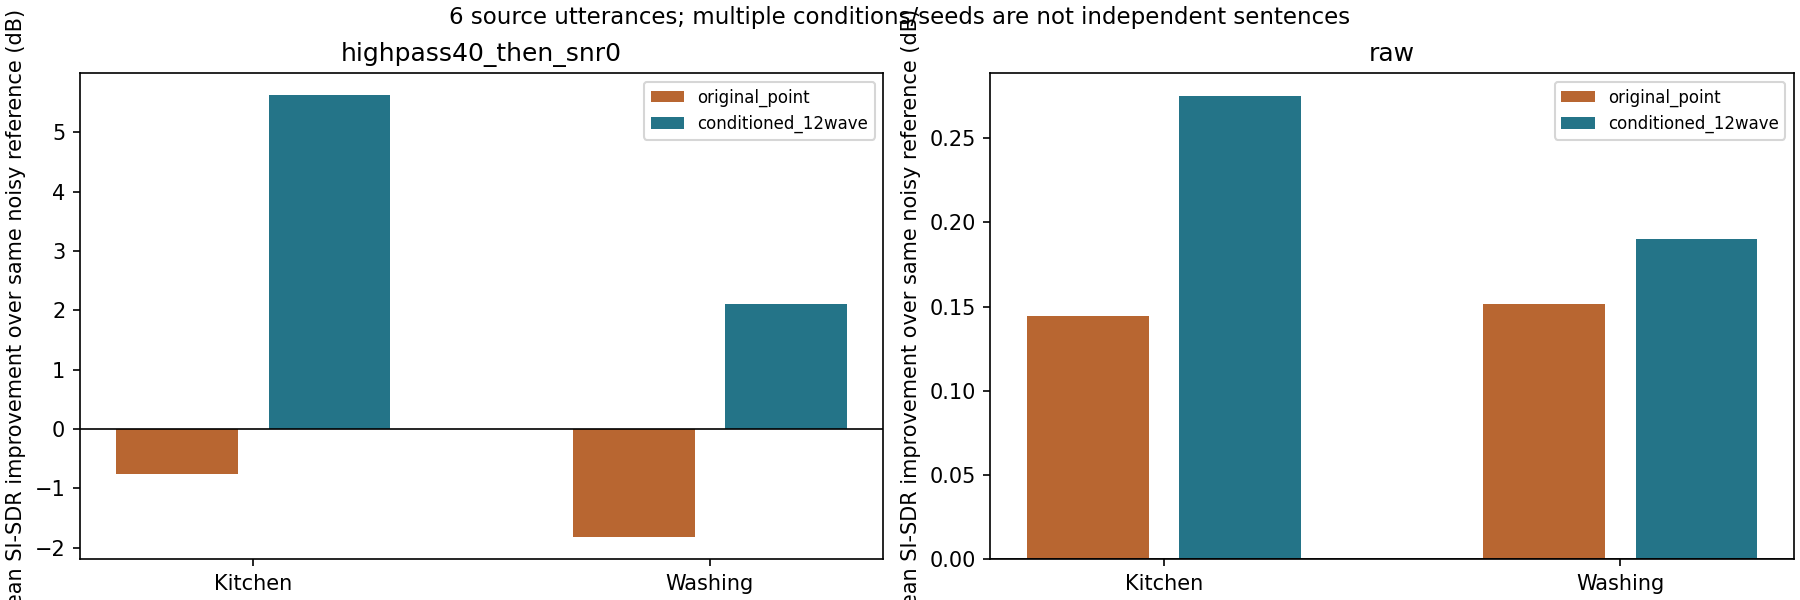 6 source utterances; multiple conditions/seeds are not independent sentences
highpass40_then_snr0
ean SI-SDR improvement over same noisy reference (dB)
5
4
3
2
1
0
−1
−2
Kitchen
Washing
original_point
conditioned_12wave
raw
ean SI-SDR improvement over same noisy reference (dB)
0.25
0.20
0.15
0.10
0.05
0.00
Kitchen
Washing
original_point
conditioned_12wave